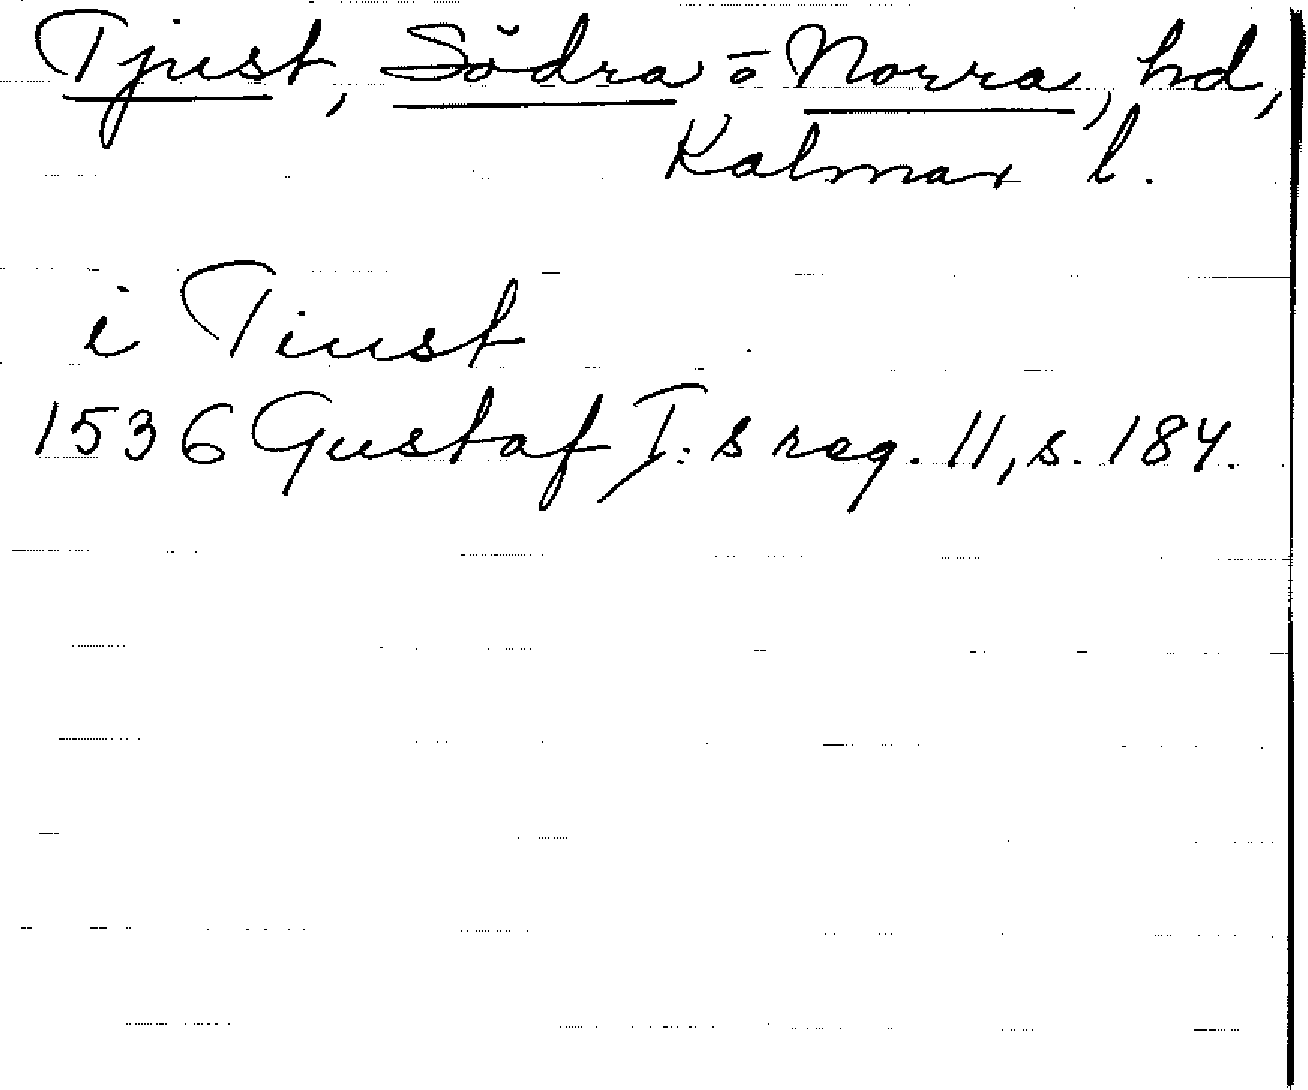 Tjust, Södra o Norra, hd,
Kalmar l.
i Tiust
1536 Gustaf I:s reg. 11, s. 184.